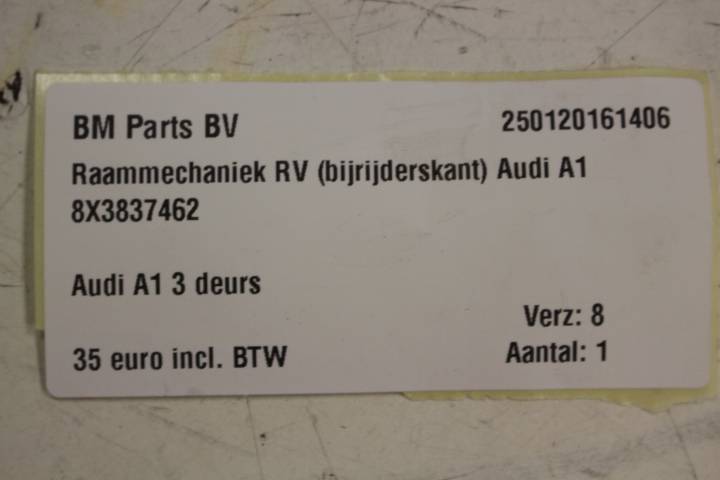 BM Parts BV 250120161406
Raammechaniek RV (bijrijderskant) Audi A1
8X3837462
Audi A1 3 deurs
Verz: 8
35 euro incl. BTW Aantal: 1